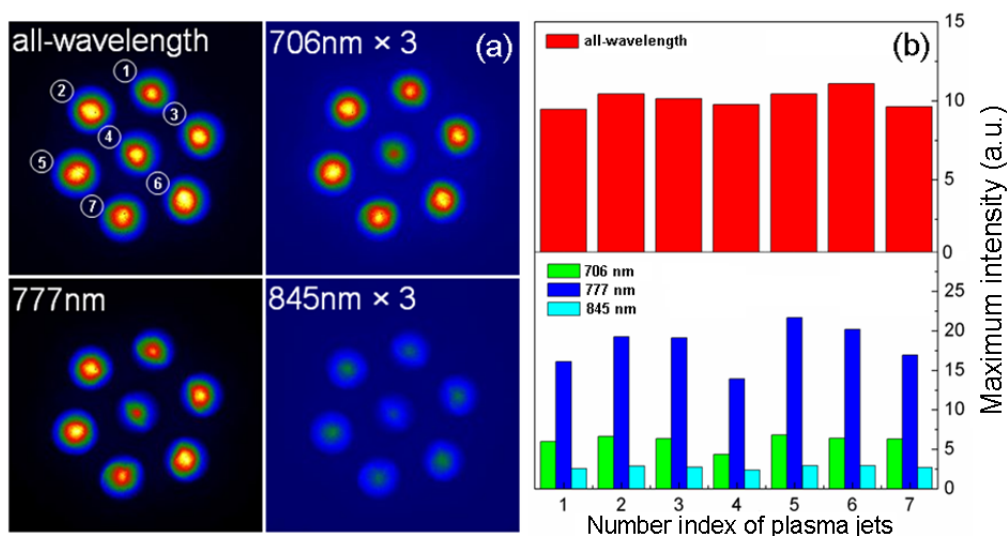 all-wavelength
706nm × 3
(a)
1
2
3
4
5
6
7
777nm
845nm × 3
(b)
all-wavelength
15
10
5
0
706 nm
777 nm
845 nm
25
20
15
10
5
0
1 2 3 4 5 6 7
Number index of plasma jets
Maximum intensity (a.u.)